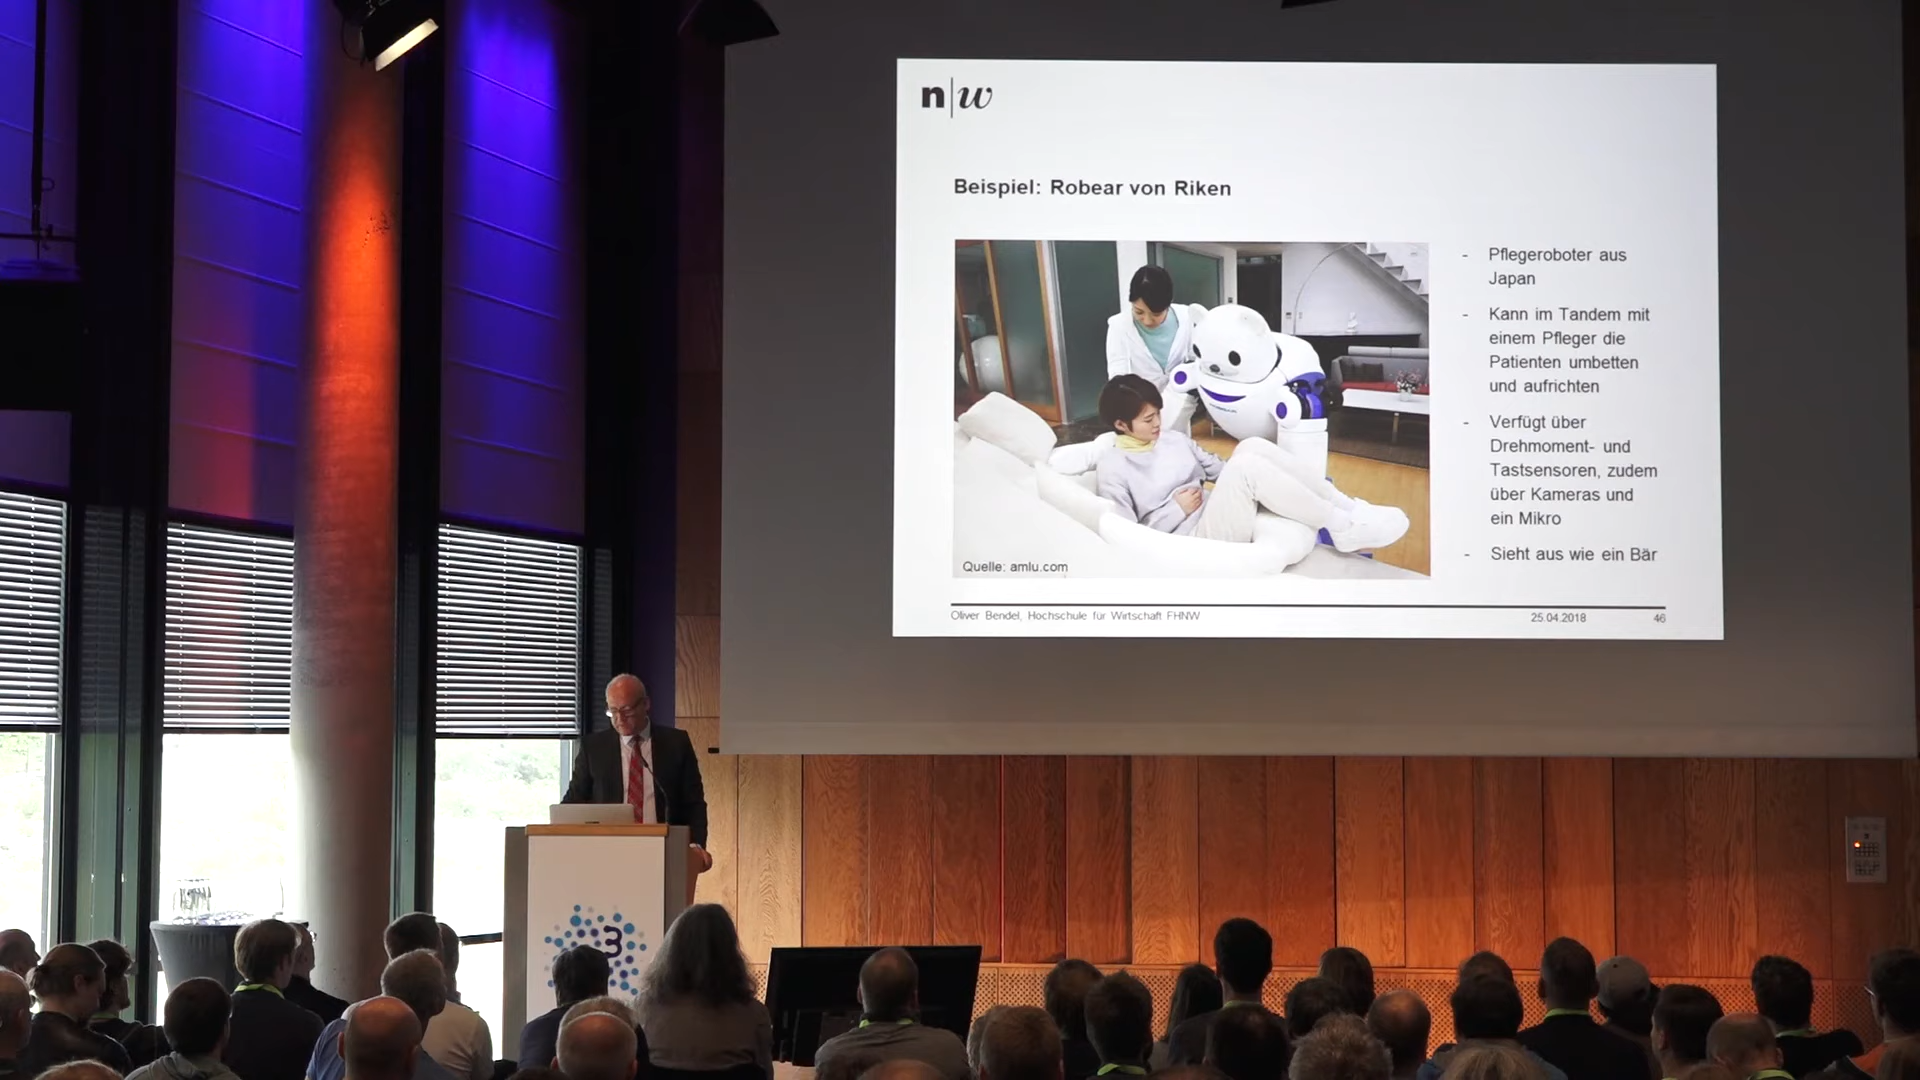 n|w
Beispiel: Robear von Riken
- Pflegeroboter aus
Japan
- Kann im Tandem mit
einem Pfleger die
Patienten umbetten
und aufrichten
- Verfügt über
Drehmoment- und
Tastsensoren, zudem
über Kameras und
ein Mikro
- Sieht aus wie ein Bär
Quelle: amlu.com
Oliver Bendel, Hochschule für Wirtschaft FHNW
25.04.2018
46